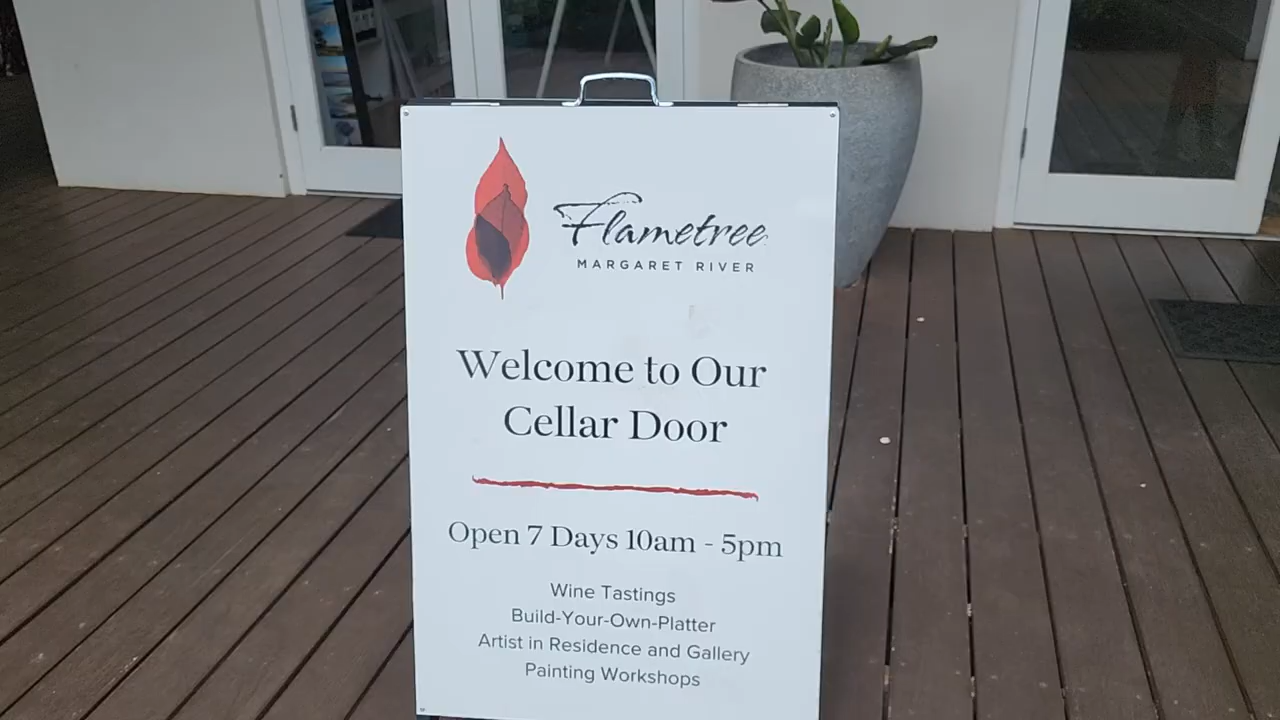 Flametree
MARGARET RIVER
Welcome to Our
Cellar Door
Open 7 Days 10am - 5pm
Wine Tastings
Build-Your-Own-Platter
Artist in Residence and Gallery
Painting Workshops